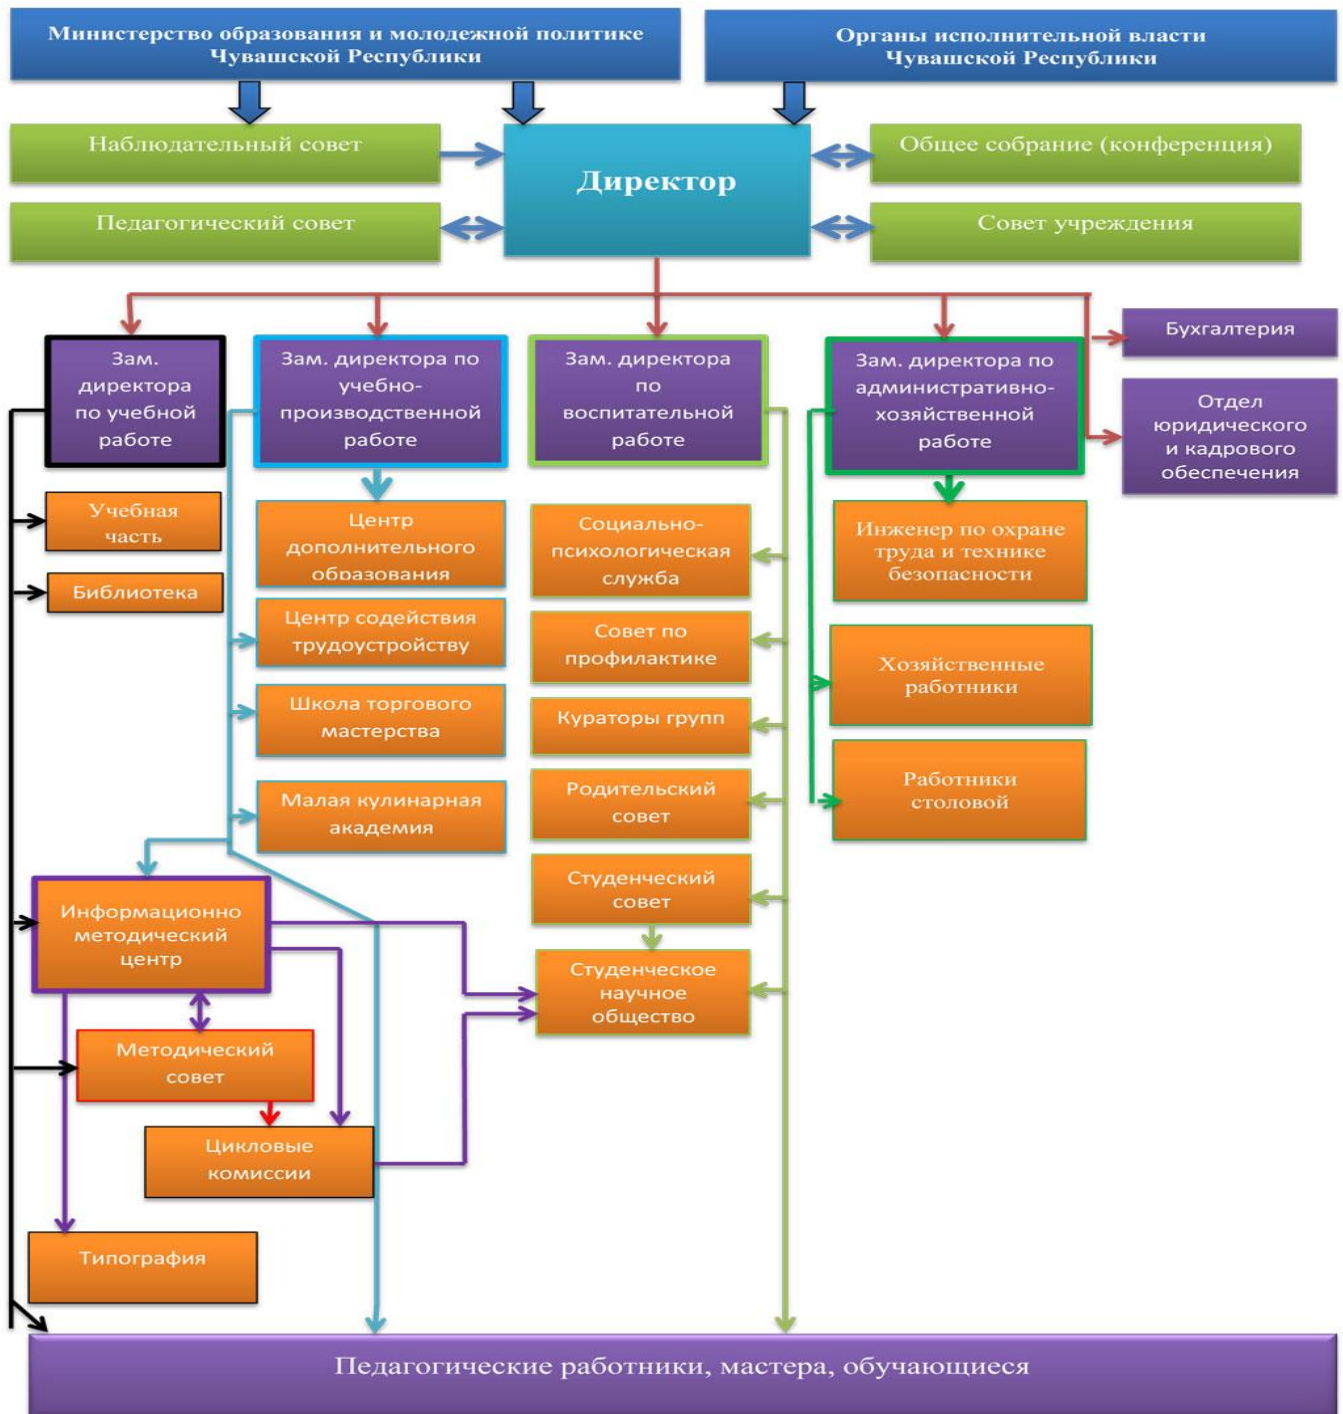 Министерство образования и молодежной политике
Чувашской Республики
Органы исполнительной власти
Чувашской Республики
Наблюдательный совет
Директор
Общее собрание (конференция)
Педагогический совет
Совет учреждения
Зам.
директора
по учебной
работе
Зам. директора по
учебно-
производственной
работе
Зам. директора
по
воспитательной
работе
Зам. директора по
административно-
хозяйственной
работе
Бухгалтерия
Отдел
юридического
и кадрового
обеспечения
Учебная
часть
Библиотека
Центр
дополнительного
образования
Центр содействия
трудоустройству
Школа торгового
мастерства
Малая кулинарная
академия
Социально-
психологическая
служба
Совет по
профилактике
Кураторы групп
Родительский
совет
Студенческий
совет
Студенческое
научное
общество
Инженер по охране
труда и технике
безопасности
Хозяйственные
работники
Работники
столовой
Информационно
методический
центр
Методический
совет
Цикловые
комиссии
Типография
Педагогические работники, мастера, обучающиеся